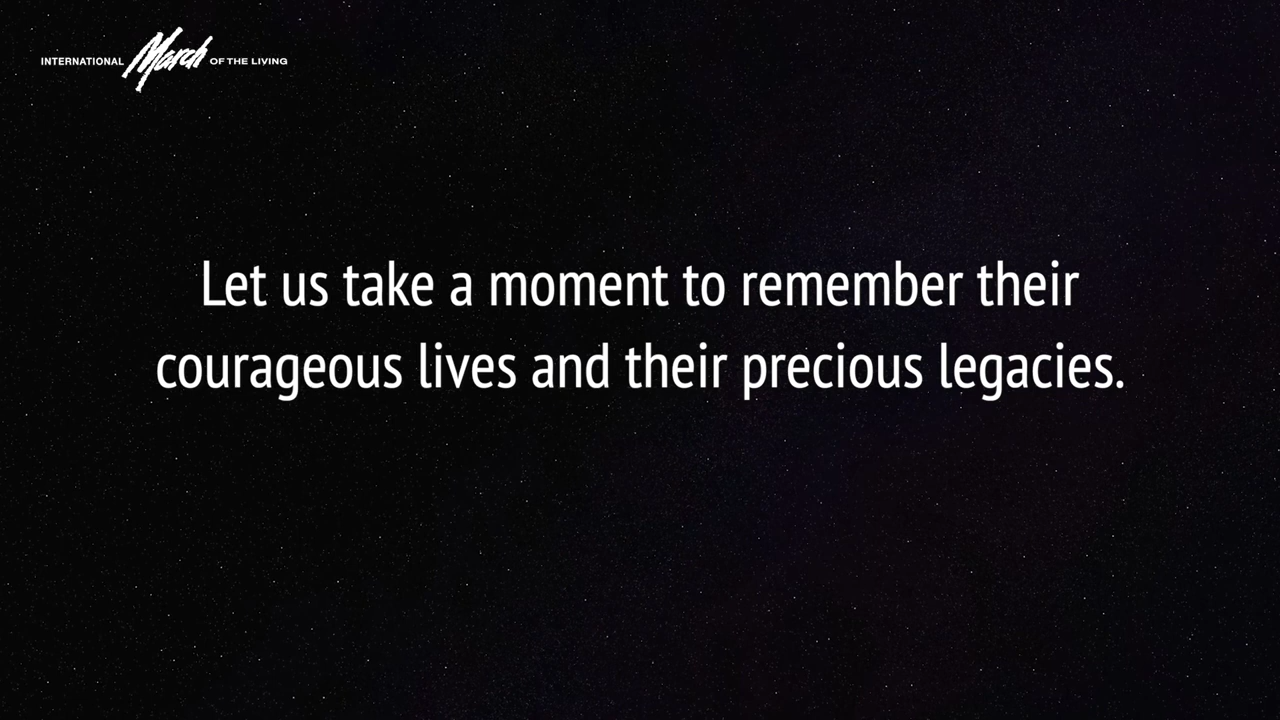 INTERNATIONAL March OF THE LIVING
Let us take a moment to remember their
courageous lives and their precious legacies.